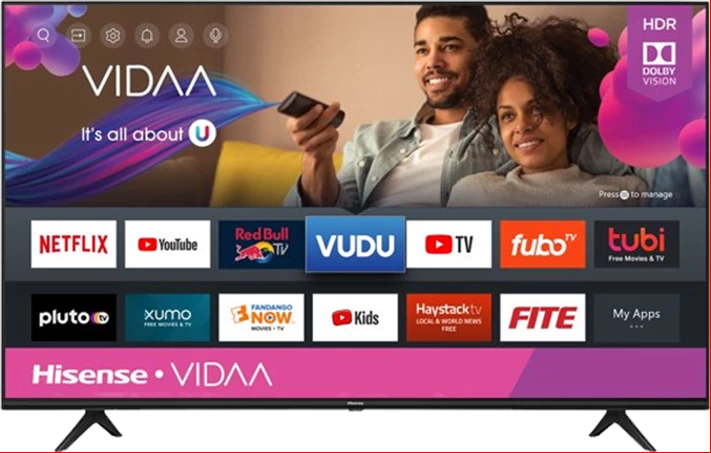 HDR
DOLBY
VISION
VIDAA
It's all about U
Press to manage
NETFLIX
YouTube
Red Bull
TV
VUDU
TV
fubo TV
tubi
Free Movies & TV
pluto tv
XUMO
FREE MOVIES & TV
FANDANGO
NOW
MOVIES • TV
Kids
Haystack tv
LOCAL & WORLD NEWS
FREE
FITE
My Apps
Hisense • VIDAA
Hisense